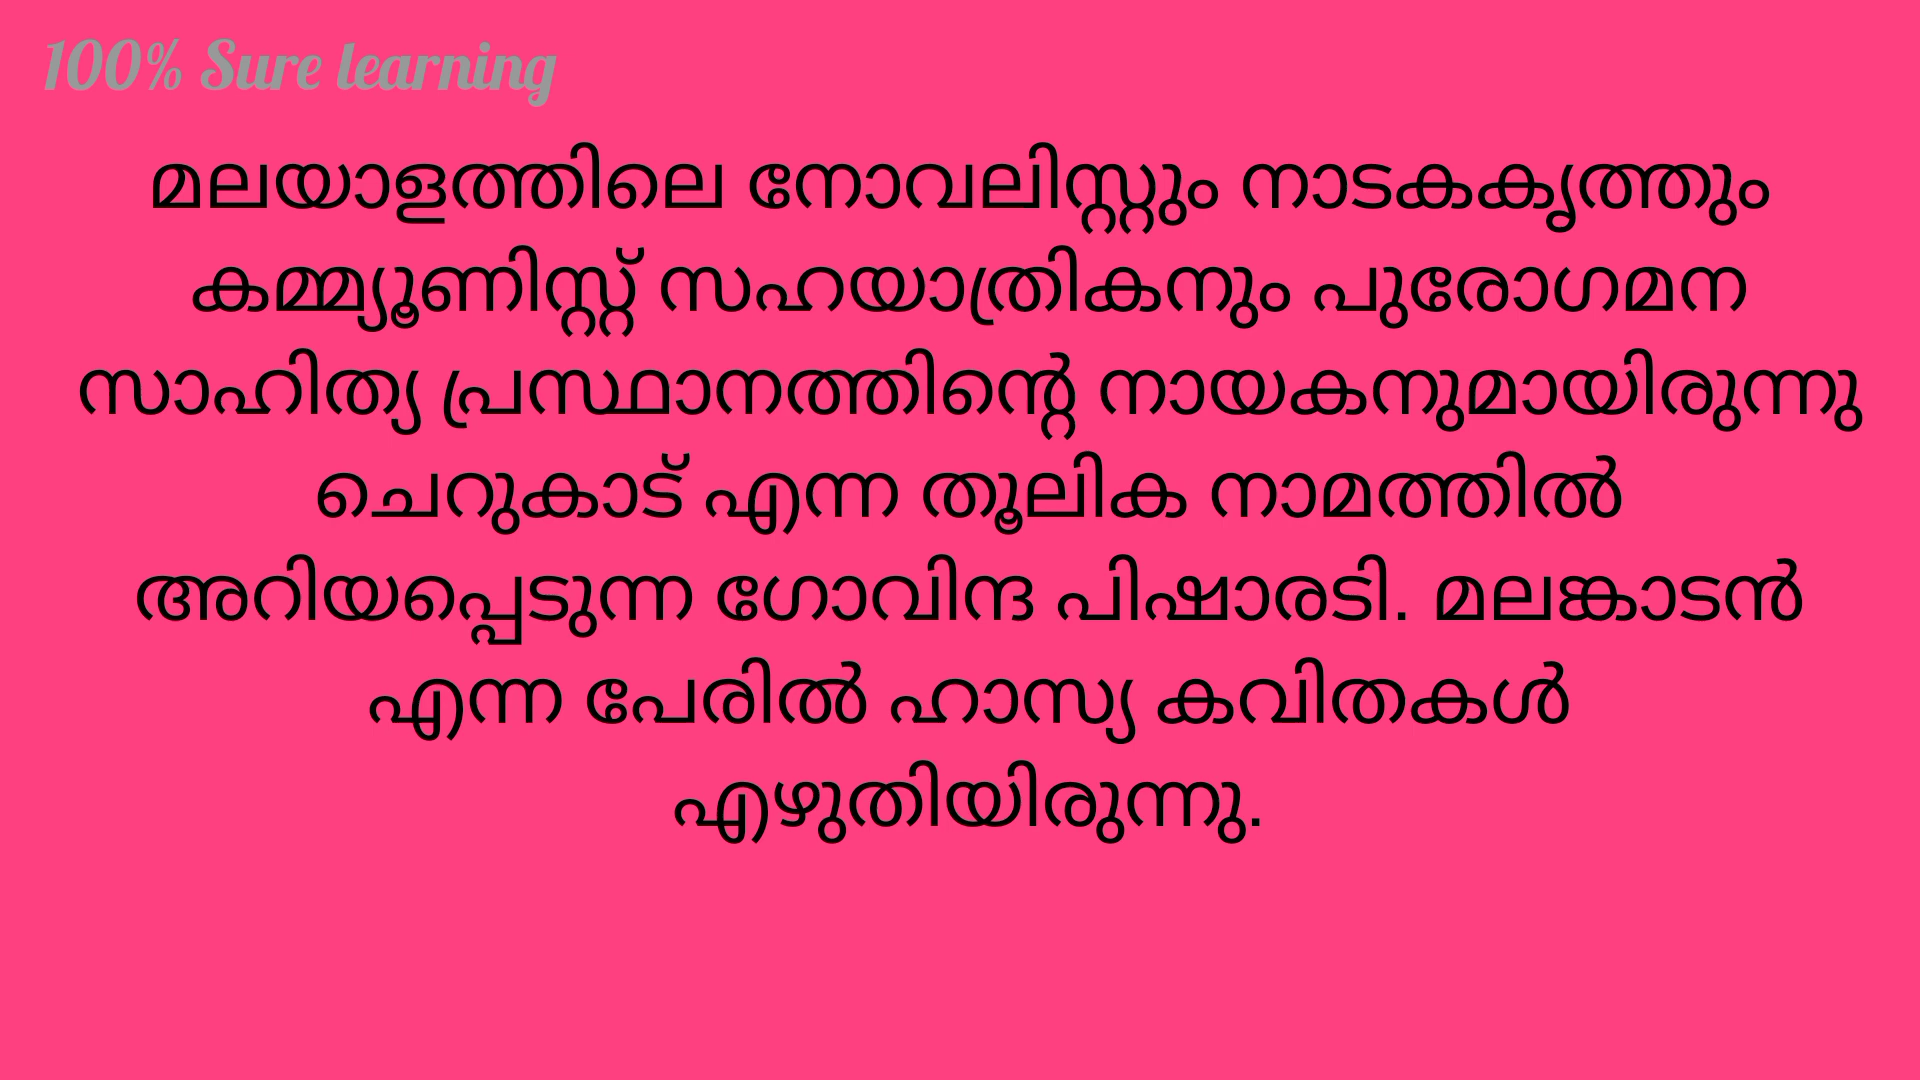 100% Sure learning
മലയാളത്തിലെ നോവലിസ്റ്റും നാടകകൃത്തും
കമ്മ്യൂണിസ്റ്റ് സഹയാത്രികനും പുരോഗമന
സാഹിത്യ പ്രസ്ഥാനത്തിന്റെ നായകനുമായിരുന്നു
ചെറുകാട് എന്ന തൂലിക നാമത്തിൽ
അറിയപ്പെടുന്ന ഗോവിന്ദ പിഷാരടി. മലങ്കാടൻ
എന്ന പേരിൽ ഹാസ്യ കവിതകൾ
എഴുതിയിരുന്നു.